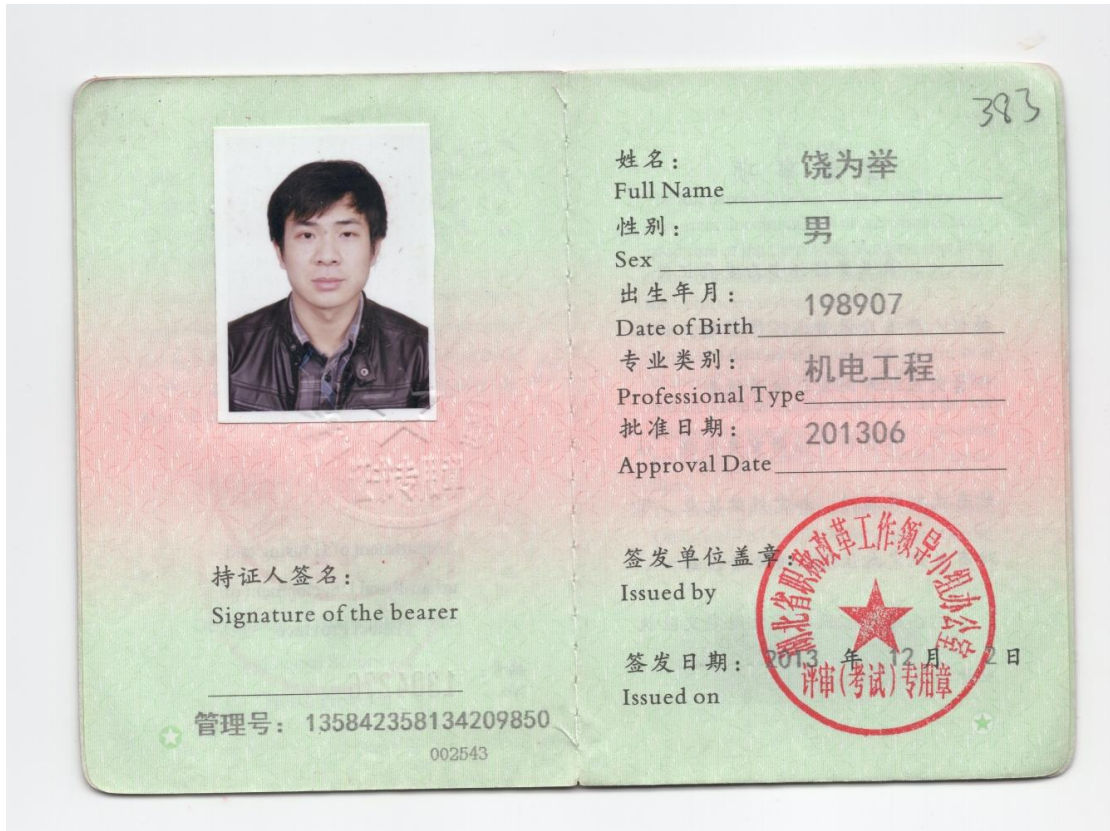 持证人签名：
Signature of the bearer
管理号： 135842358134209850
002543
383
姓名： 饶为举
Full Name
性别： 男
Sex
出生年月： 198907
Date of Birth
专业类别： 机电工程
Professional Type
批准日期： 201306
Approval Date
签发单位盖章：
Issued by
湖北省职称改革工作领导小组办公室
签发日期： 2013 年 12 月 2 日
Issued on
评审(考试)专用章